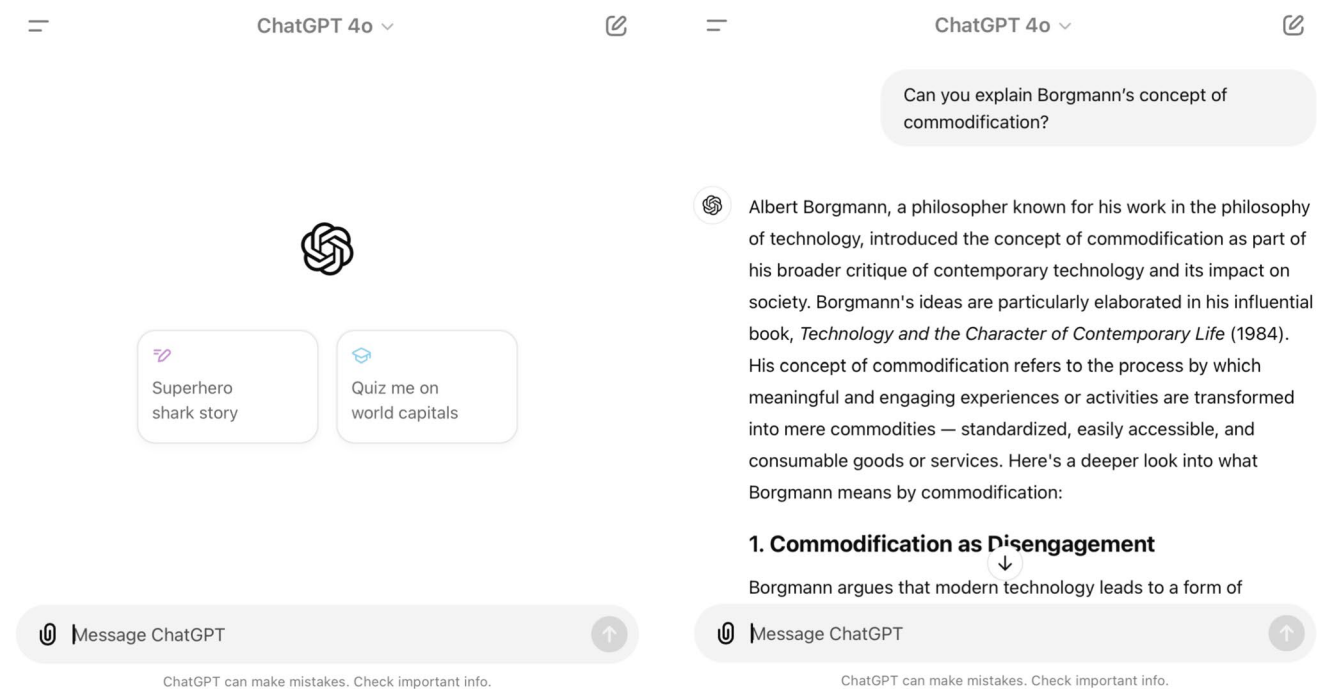 ChatGPT 4o
Superhero
shark story
Quiz me on
world capitals
Message ChatGPT
ChatGPT can make mistakes. Check important info.
ChatGPT 4o
Can you explain Borgmann's concept of
commodification?
Albert Borgmann, a philosopher known for his work in the philosophy
of technology, introduced the concept of commodification as part of
his broader critique of contemporary technology and its impact on
society. Borgmann's ideas are particularly elaborated in his influential
book, Technology and the Character of Contemporary Life (1984).
His concept of commodification refers to the process by which
meaningful and engaging experiences or activities are transformed
into mere commodities — standardized, easily accessible, and
consumable goods or services. Here's a deeper look into what
Borgmann means by commodification:
1. Commodification as Disengagement
Borgmann argues that modern technology leads to a form of
Message ChatGPT
ChatGPT can make mistakes. Check important info.